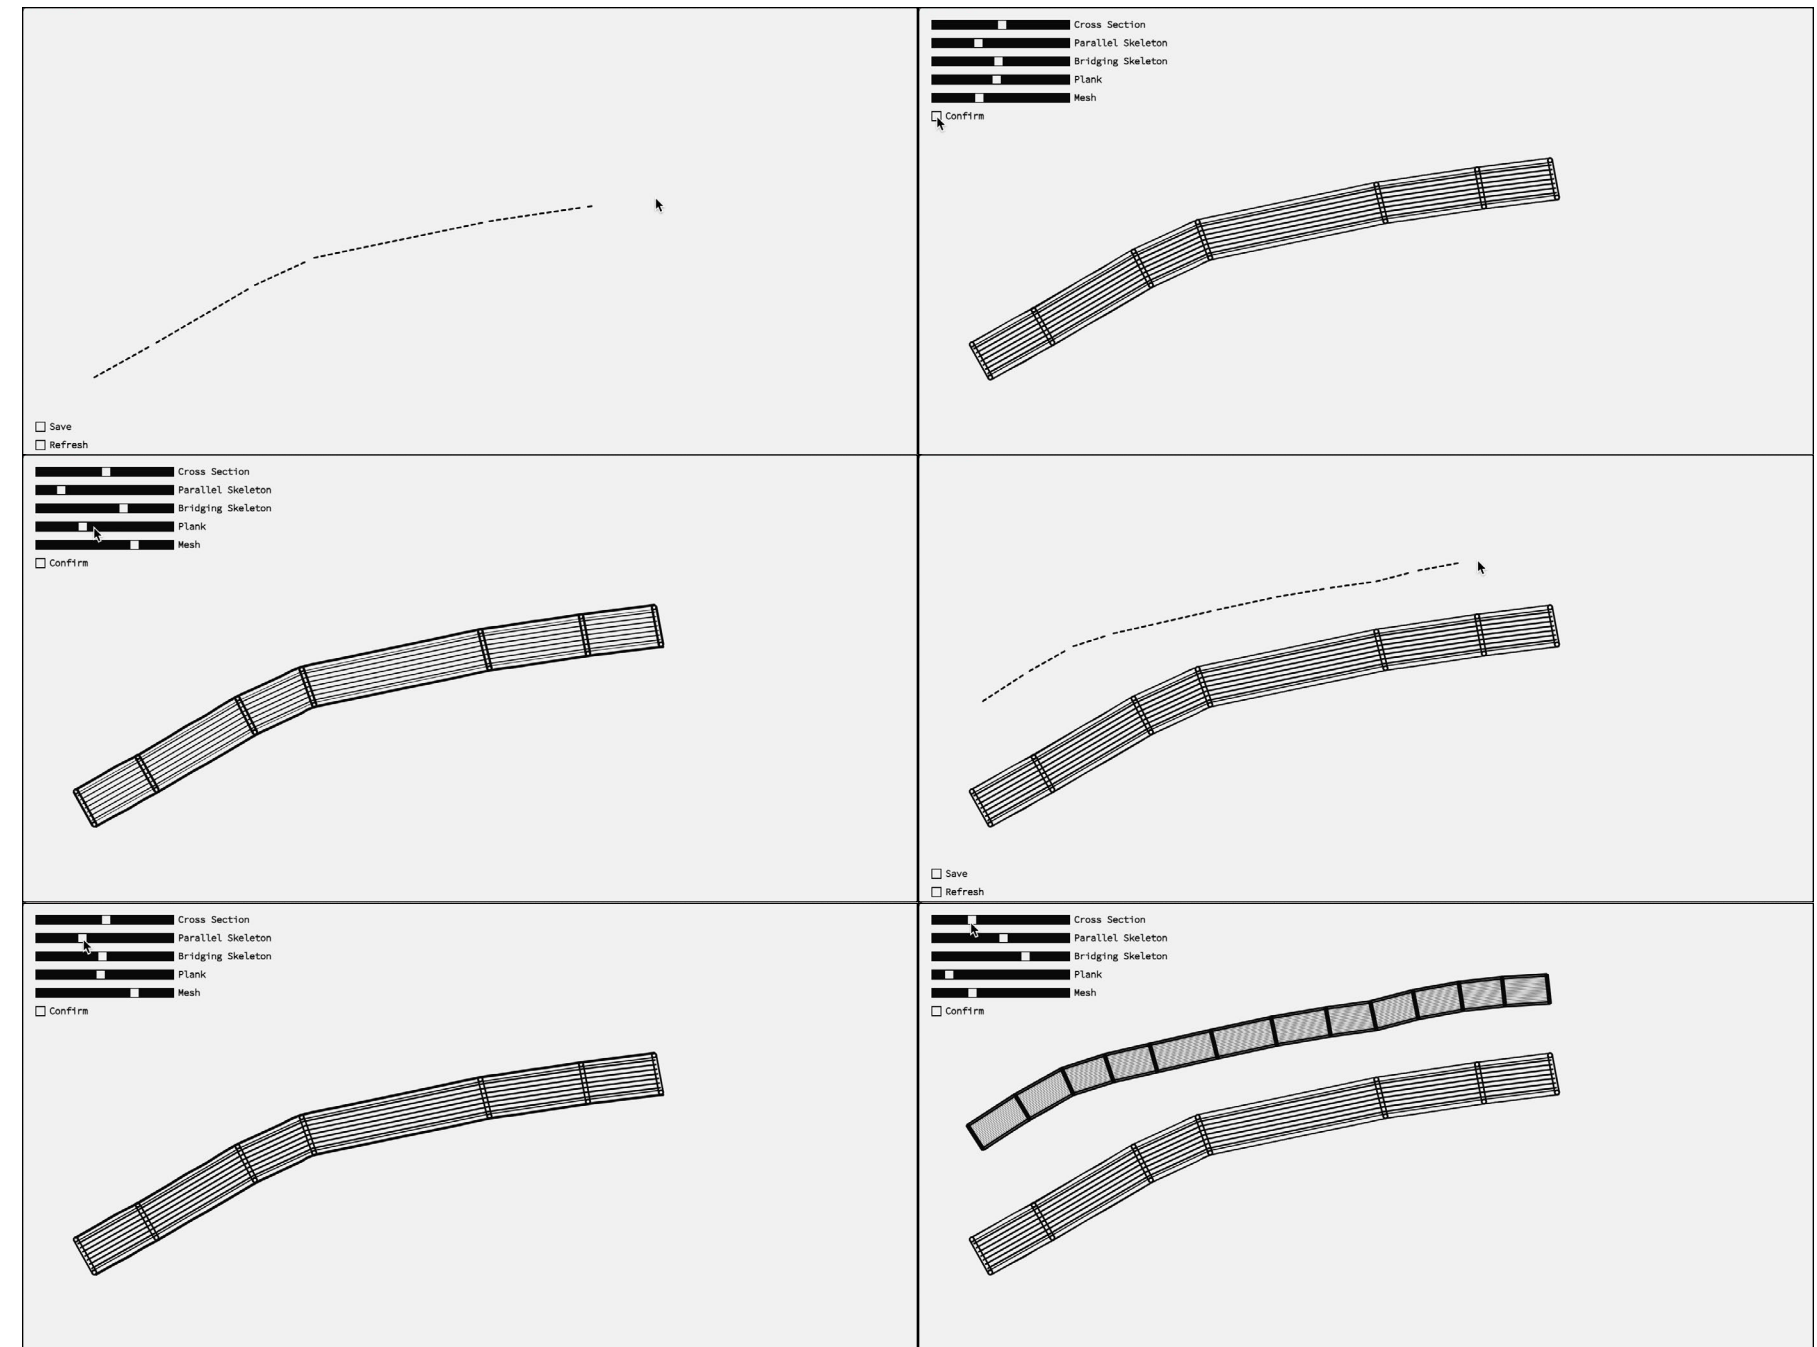 Save
Refresh
Cross Section
Parallel Skeleton
Bridging Skeleton
Plank
Mesh
Confirm
Cross Section
Parallel Skeleton
Bridging Skeleton
Plank
Mesh
Confirm
Save
Refresh
Cross Section
Parallel Skeleton
Bridging Skeleton
Plank
Mesh
Confirm
Cross Section
Parallel Skeleton
Bridging Skeleton
Plank
Mesh
Confirm